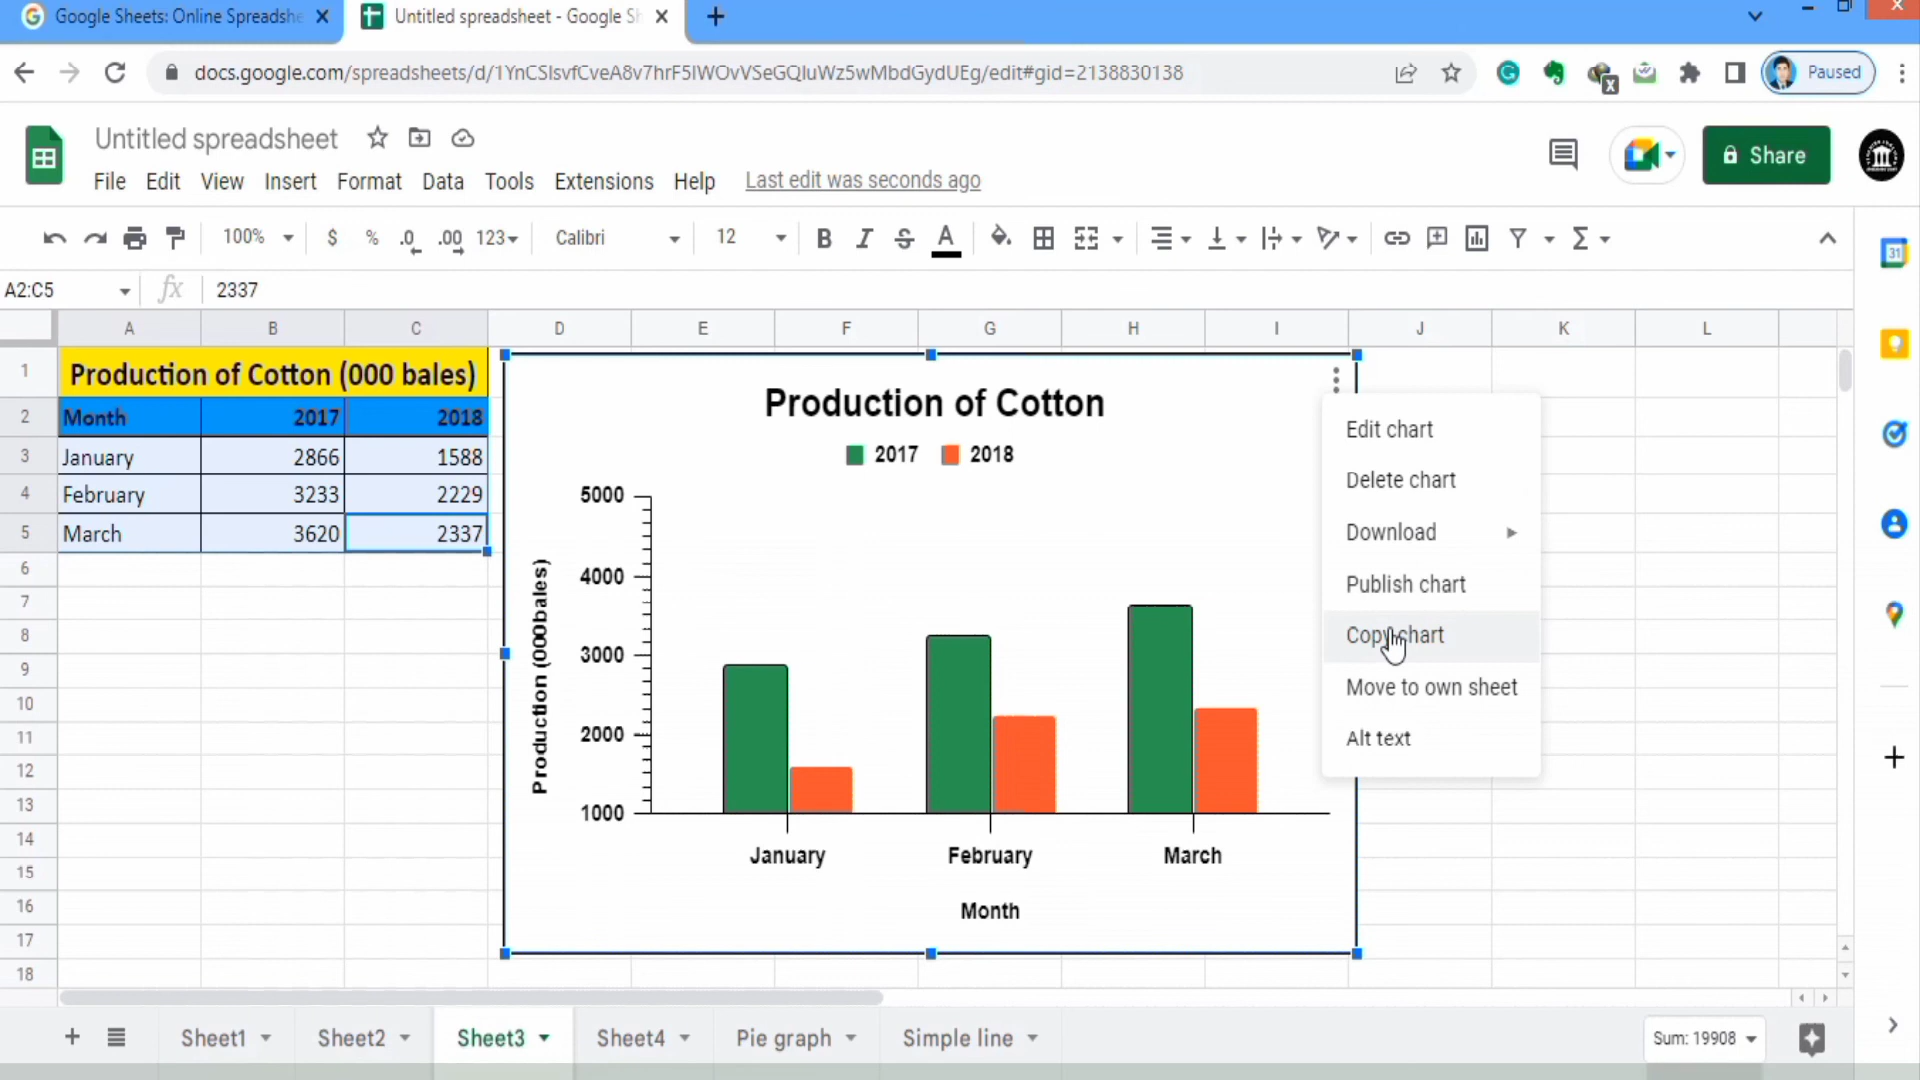 Google Sheets: Online Spreadshe
Untitled spreadsheet - Google Sh
docs.google.com/spreadsheets/d/1YnCSIsvfCveA8v7hrF5IWOvVSeGQIuWz5wMbdGydUEg/edit#gid=2138830138
Paused
Untitled spreadsheet
File Edit View Insert Format Data Tools Extensions Help Last edit was seconds ago
Share
100% $ % .0 .00 123 Calibri 12 B I S A Σ
31
A2:C5 fx 2337
A B C D E F G H I J K L
1 Production of Cotton (000 bales)
2 Month 2017 2018
3 January 2866 1588
4 February 3233 2229
5 March 3620 2337
6
7
8
9
10
11
12
13
14
15
16
17
18
Production of Cotton
2017 2018
5000
4000
3000
2000
1000
Production (000bales)
January February March
Month
Edit chart
Delete chart
Download
Publish chart
Copy chart
Move to own sheet
Alt text
Sheet1 Sheet2 Sheet3 Sheet4 Pie graph Simple line Sum: 19908